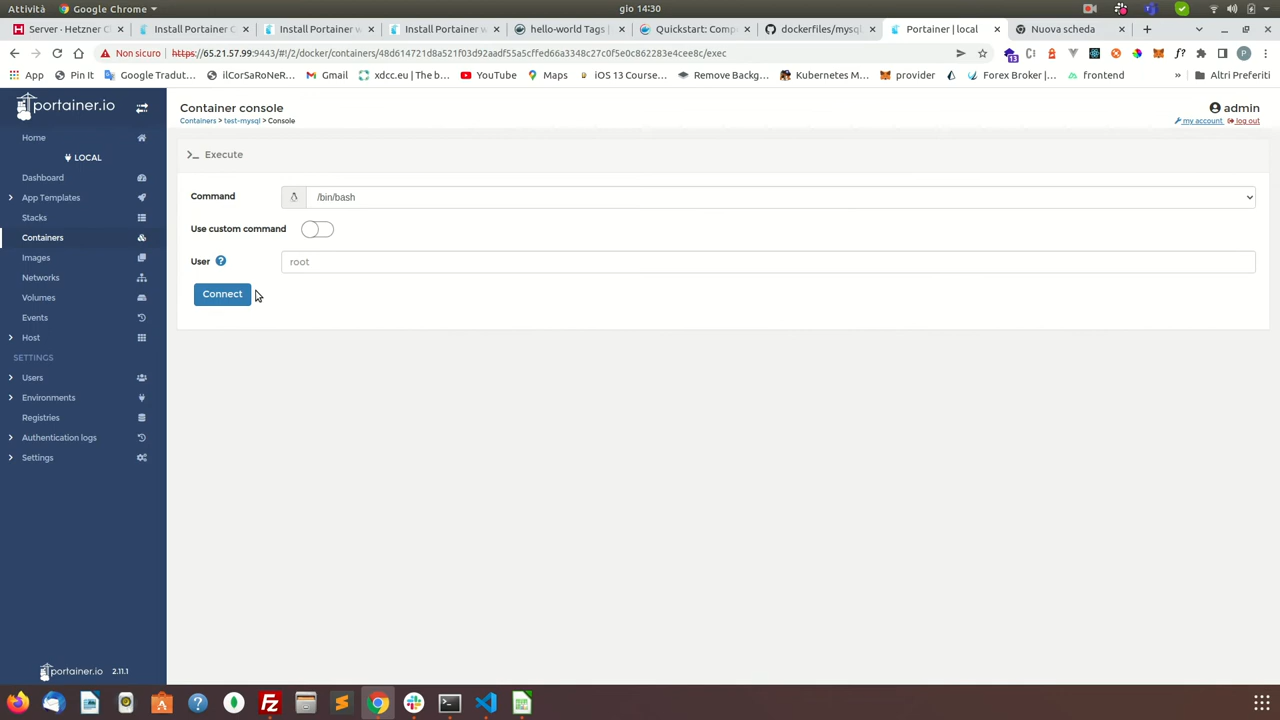 Attività
Google Chrome
gio 14:30
Server · Hetzner C
Install Portainer C
Install Portainer w
Install Portainer w
hello-world Tags |
Quickstart: Comp
dockerfiles/mysql
Portainer | local
Nuova scheda
Non sicuro
https://65.21.57.99:9443/#!/2/docker/containers/48d614721d8a521f03d92aadf55a5cffed66a3348c27c0f5e0c862283e4cee8c/exec
13
P
App
Pin It
Google Tradut...
ilCorSaRoNeR...
Gmail
xdcc.eu | The b...
YouTube
Maps
iOS 13 Course...
Remove Backg...
Kubernetes M...
provider
Forex Broker |...
frontend
»
Altri Preferiti
portainer.io
Home
LOCAL
Dashboard
App Templates
Stacks
Containers
Images
Networks
Volumes
Events
Host
SETTINGS
Users
Environments
Registries
Authentication logs
Settings
portainer.io 2.11.1
Container console
Containers > test-mysql > Console
admin
my account log out
>_ Execute
Command
/bin/bash
Use custom command
User
root
Connect